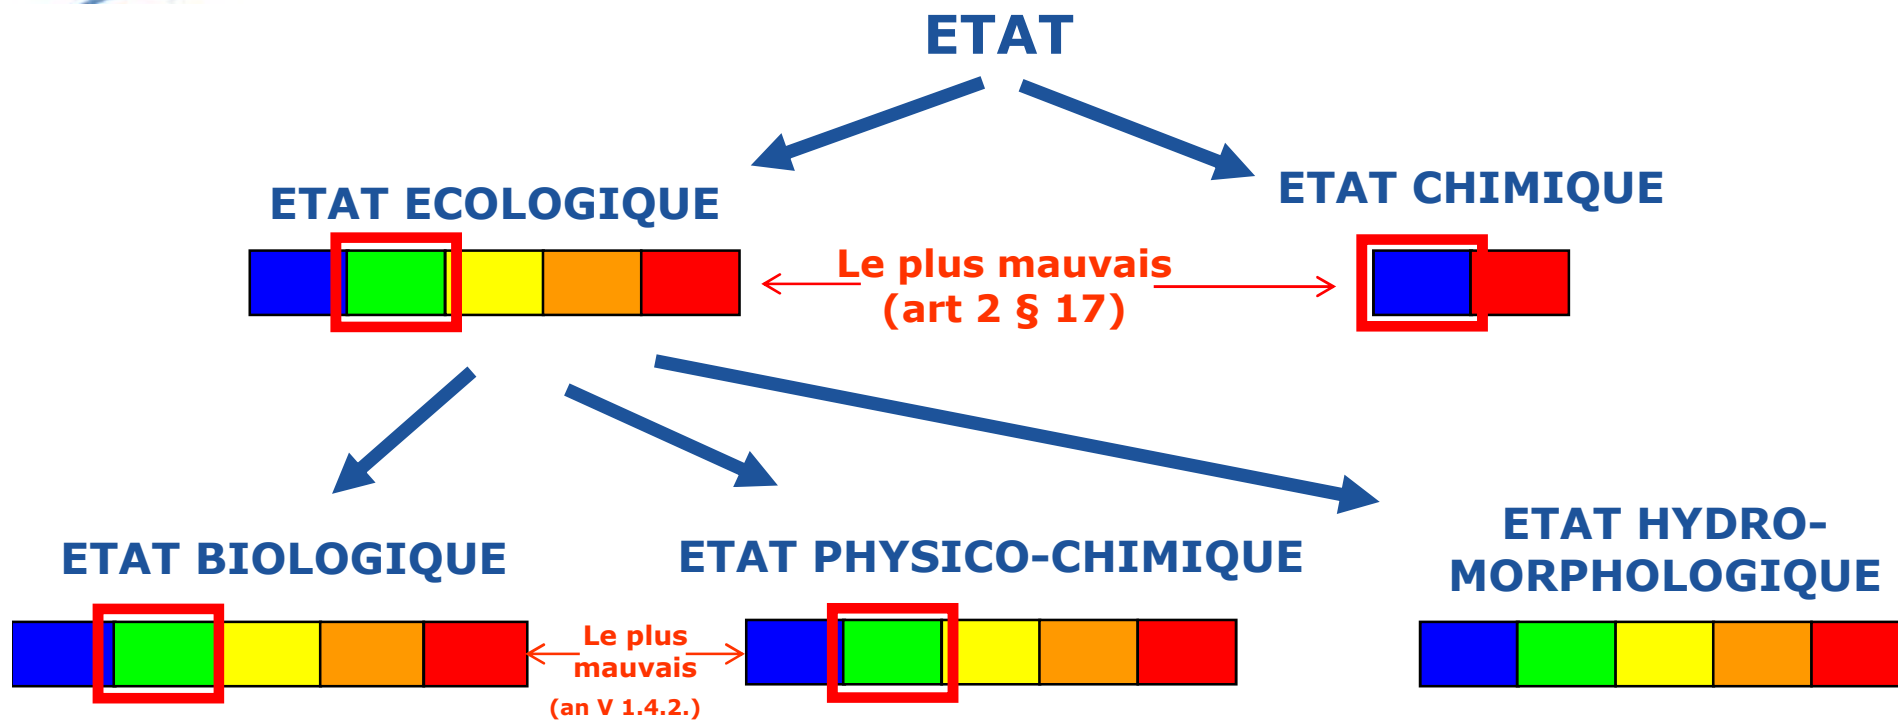 ETAT
ETAT ECOLOGIQUE
ETAT CHIMIQUE
Le plus mauvais
(art 2 § 17)
ETAT BIOLOGIQUE
ETAT PHYSICO-CHIMIQUE
ETAT HYDRO-
MORPHOLOGIQUE
Le plus
mauvais
(an V 1.4.2.)